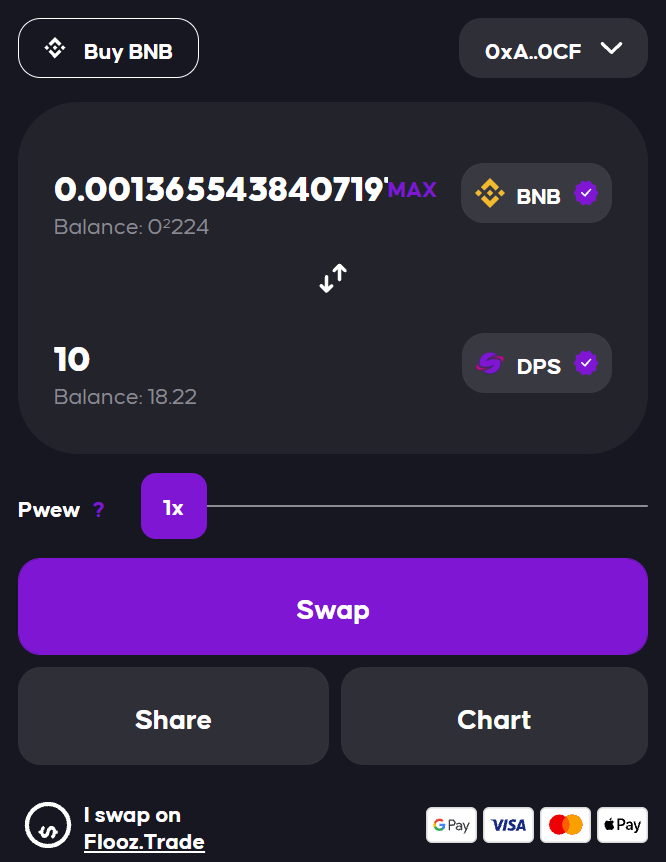 Buy BNB
0xA..0CF
0.001365543840719 MAX
BNB
Balance: 0²224
10
DPS
Balance: 18.22
Pwew ? 1x
Swap
Share
Chart
I swap on
Flooz.Trade
G Pay
VISA
Pay